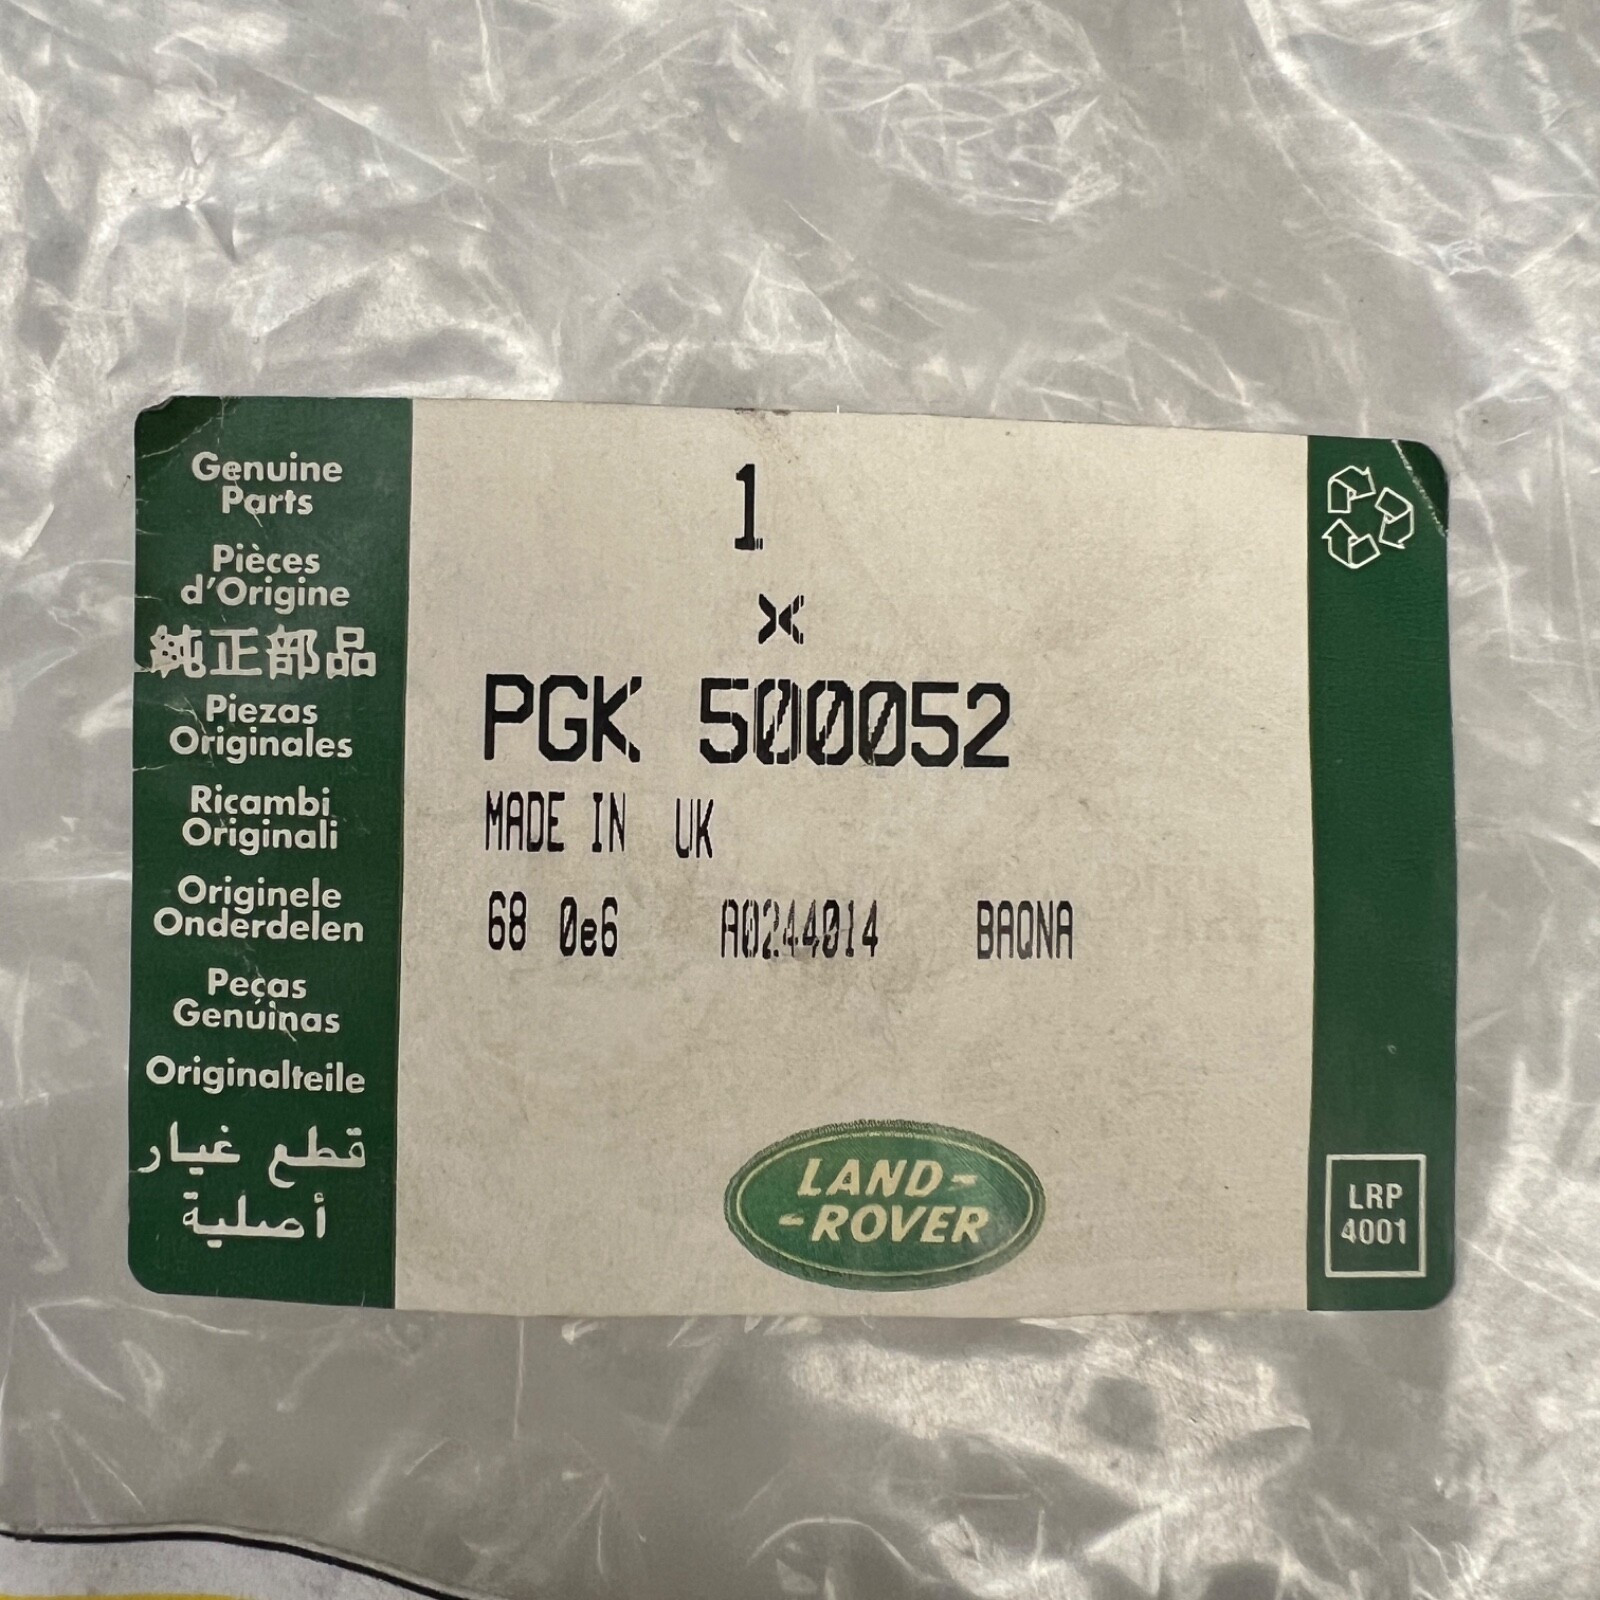 Genuine
Parts
Pièces
d'Origine
純正部品
Piezas
Originales
Ricambi
Originali
Originele
Onderdelen
Peças
Genúinas
Originalteile
قطع غيار
أصلية
1
x
PGK 500052
MADE IN UK
68 0e6 A0244014 BAQNA
LAND-
-ROVER
LRP
4001